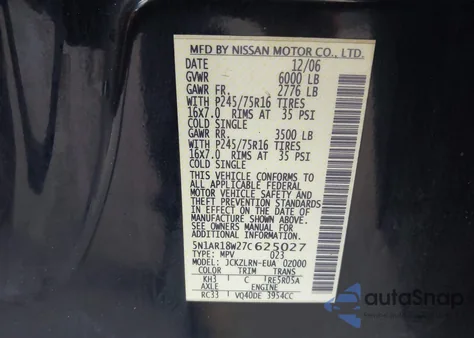 MFD BY NISSAN MOTOR CO., LTD.
DATE 12/06
GVWR 6000 LB
GAWR FR. 2776 LB
WITH P245/75R16 TIRES
16X7.0 RIMS AT 35 PSI
COLD SINGLE
GAWR RR. 3500 LB
WITH P245/75R16 TIRES
16X7.0 RIMS AT 35 PSI
COLD SINGLE
THIS VEHICLE CONFORMS TO
ALL APPLICABLE FEDERAL
MOTOR VEHICLE SAFETY AND
THEFT PREVENTION STANDARDS
IN EFFECT ON THE DATE OF
MANUFACTURE SHOWN ABOVE.
SEE OWNERS MANUAL
5N1AR18W27C625027
TYPE: MPV 023
MODEL: JCKZLRN-EUA 0Z000
COLOR TRIM TRANS
KH3 C RE5R05A
AXLE ENGINE
RC33 VQ40DE 3954CC
autoSnap